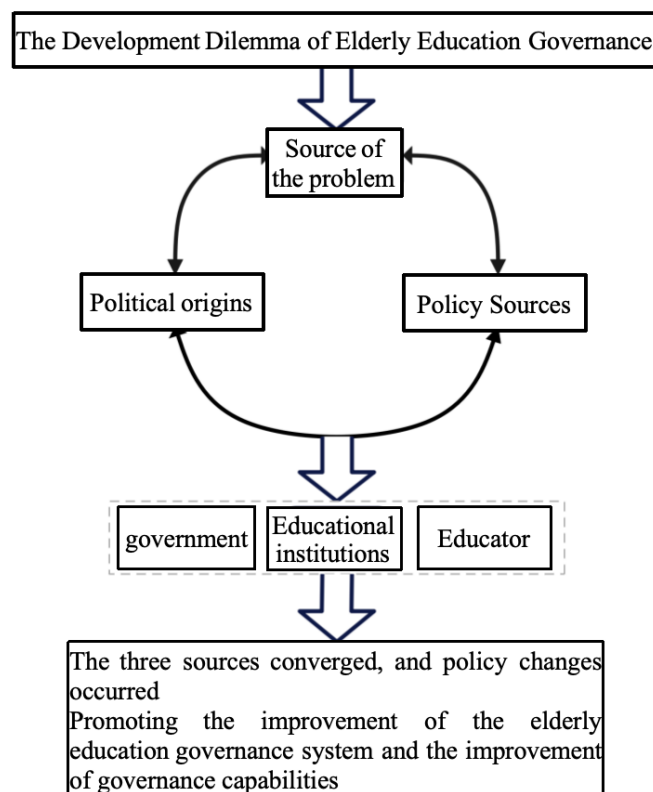 The Development Dilemma of Elderly Education Governance
Source of
the problem
Political origins
Policy Sources
government
Educational
institutions
Educator
The three sources converged, and policy changes
occurred
Promoting the improvement of the elderly
education governance system and the improvement
of governance capabilities